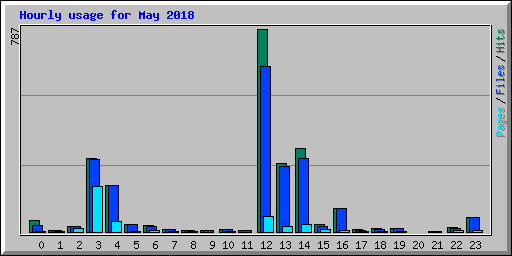 Hourly usage for May 2018
787
Pages/Files/Hits
0 1 2 3 4 5 6 7 8 9 10 11 12 13 14 15 16 17 18 19 20 21 22 23